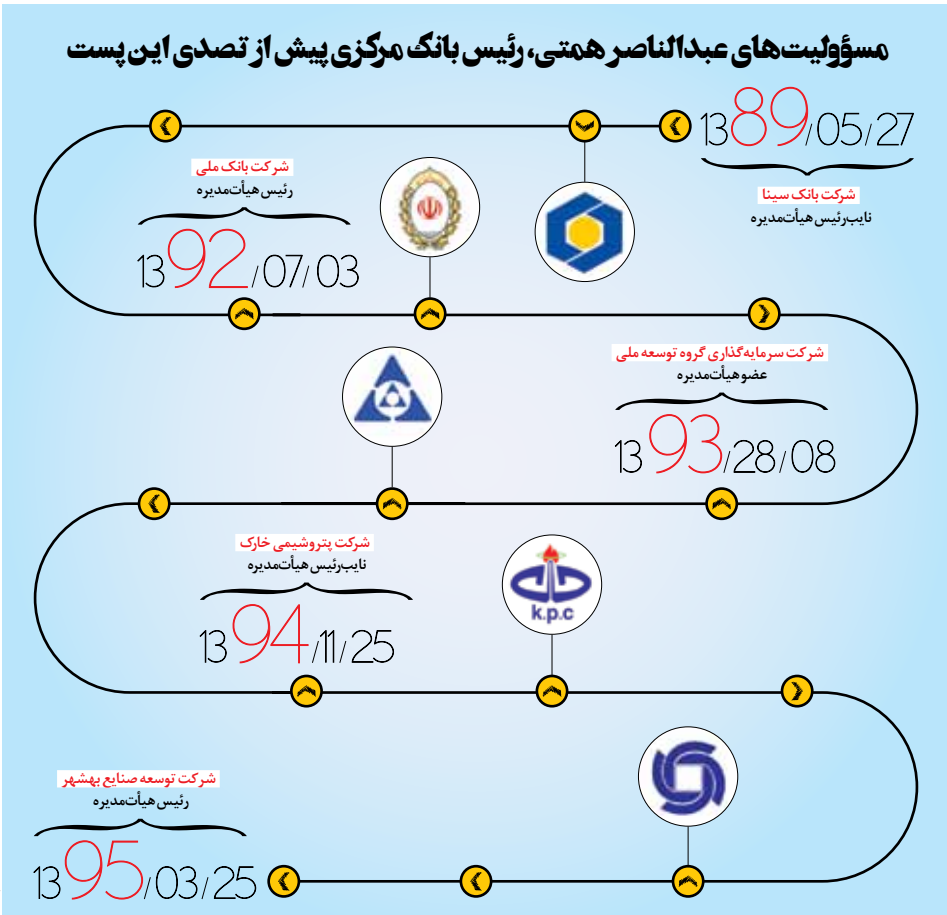 مسؤولیت‌های عبدالناصر همتی، رئیس بانک مرکزی پیش از تصدی این پست
1389/05/27
شرکت بانک سینا
نایب‌رئیس هیأت‌مدیره
شرکت بانک ملی
رئیس هیأت‌مدیره
1392/07/03
شرکت سرمایه‌گذاری گروه توسعه ملی
عضو هیأت‌مدیره
1393/28/08
شرکت پتروشیمی خارک
نایب‌رئیس هیأت‌مدیره
1394/11/25
k.p.c
شرکت توسعه صنایع بهشهر
رئیس هیأت‌مدیره
1395/03/25